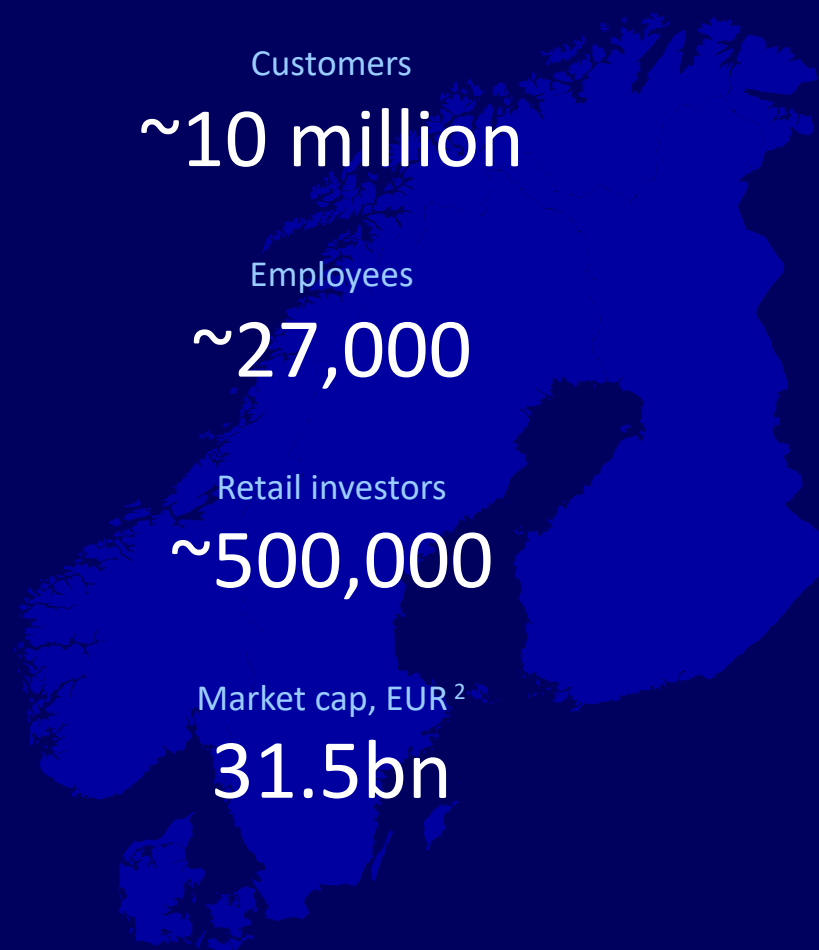 Customers
~10 million
Employees
~27,000
Retail investors
~500,000
Market cap, EUR 2
31.5bn